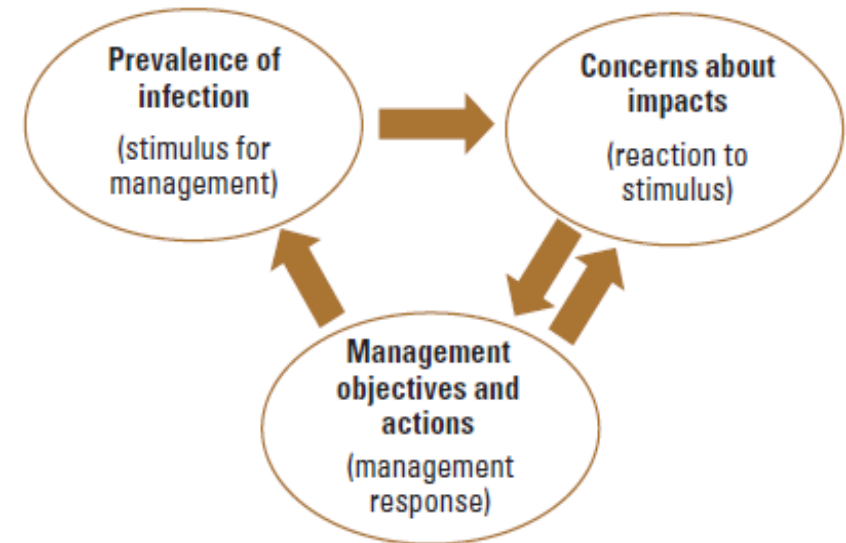 Prevalence of
infection
(stimulus for
management)
Concerns about
impacts
(reaction to
stimulus)
Management
objectives and
actions
(management
response)